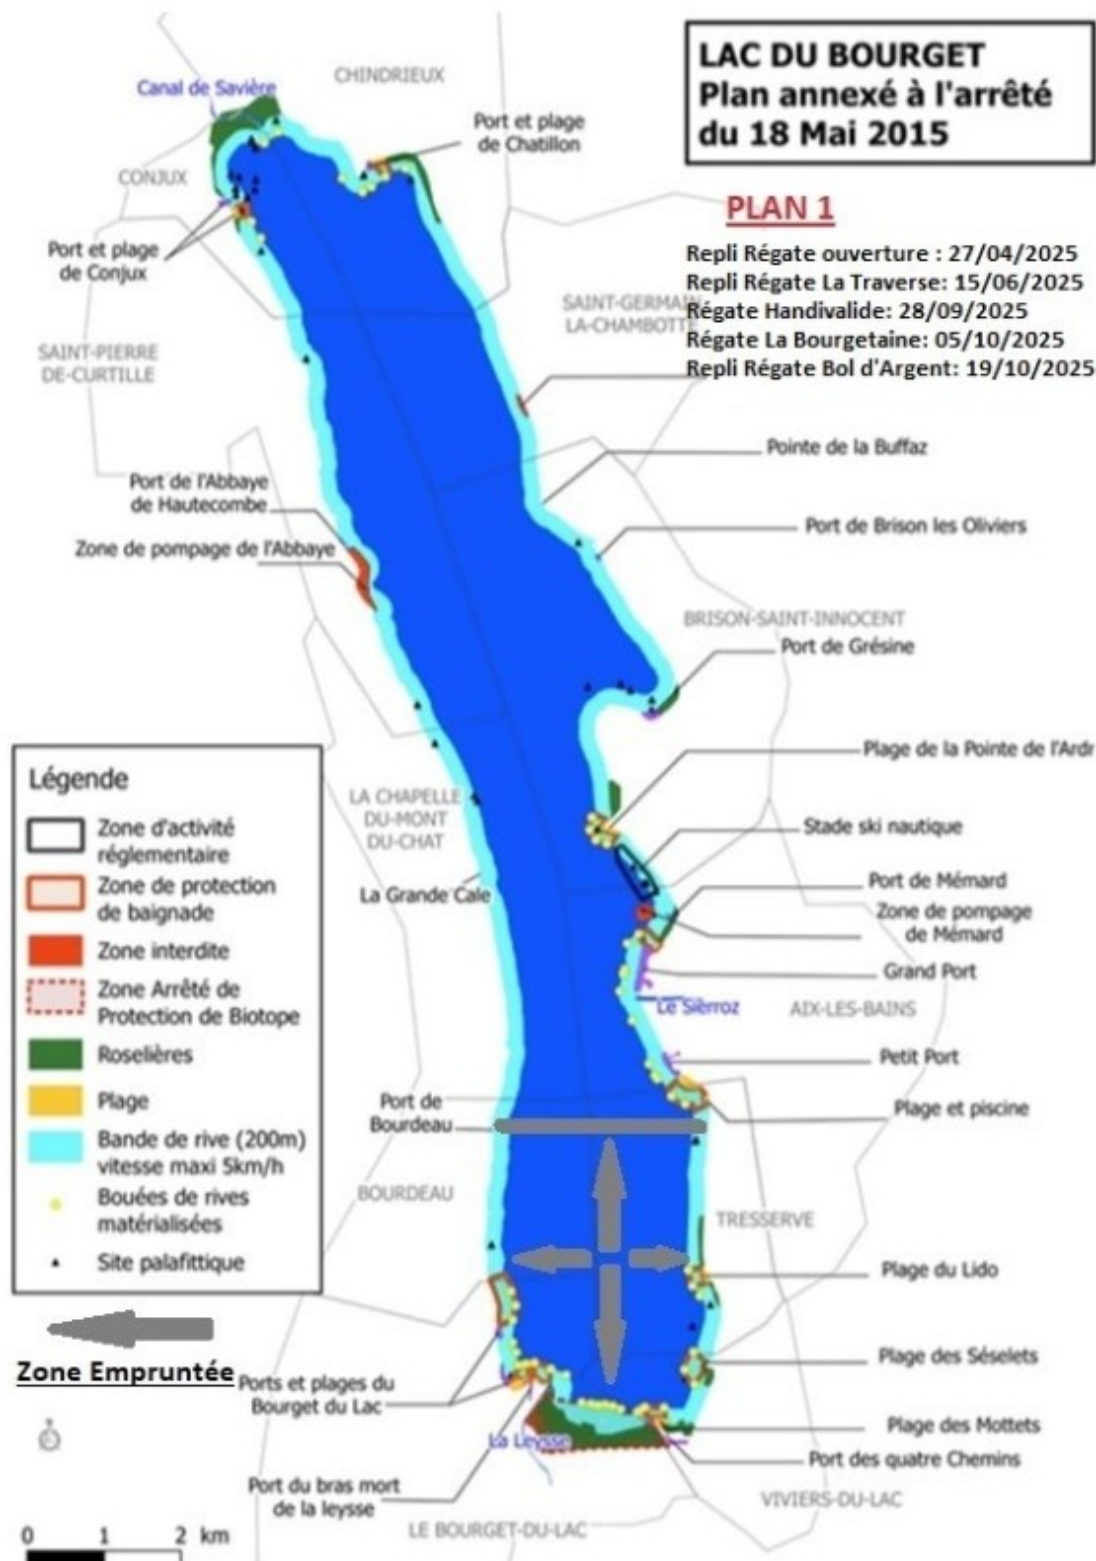 LAC DU BOURGET
Plan annexé à l'arrêté
du 18 Mai 2015
PLAN 1
Repli Régate ouverture : 27/04/2025
Repli Régate La Traverse: 15/06/2025
Régate Handivalide: 28/09/2025
Régate La Bourgetaine: 05/10/2025
Repli Régate Bol d'Argent: 19/10/2025
Canal de Savière
CHINDRIEUX
Port et plage
de Chatillon
CONJUX
Port et plage
de Conjux
SAINT-GERMAIN
LA-CHAMBOTTE
SAINT-PIERRE
DE-CURTILLE
Pointe de la Buffaz
Port de l'Abbaye
de Hautecombe
Port de Brison les Oliviers
Zone de pompage de l'Abbaye
BRISON-SAINT-INNOCENT
Port de Grésine
Plage de la Pointe de l'Ardr
LA CHAPELLE
DU-MONT
DU-CHAT
Stade ski nautique
La Grande Cale
Port de Mémard
Zone de pompage
de Mémard
Grand Port
Le Sierroz
AIX-LES-BAINS
Petit Port
Port de
Bourdeau
Plage et piscine
BOURDEAU
TRESSERVE
Plage du Lido
Légende
Zone d'activité
réglementaire
Zone de protection
de baignade
Zone interdite
Zone Arrêté de
Protection de Biotope
Roselières
Plage
Bande de rive (200m)
vitesse maxi 5km/h
Bouées de rives
matérialisées
Site palafittique
Zone Empruntée
Plage des Séselets
Ports et plages du
Bourget du Lac
Plage des Mottets
La Leysse
Port des quatre Chemins
Port du bras mort
de la leysse
VIVIERS-DU-LAC
LE BOURGET-DU-LAC
0 1 2 km